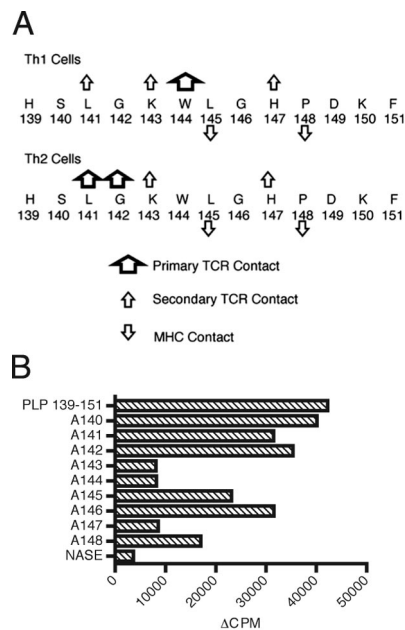 A
Th1 Cells
H S L G K W L G H P D K F
139 140 141 142 143 144 145 146 147 148 149 150 151
Th2 Cells
H S L G K W L G H P D K F
139 140 141 142 143 144 145 146 147 148 149 150 151
Primary TCR Contact
Secondary TCR Contact
MHC Contact
B
PLP 139-151
A140
A141
A142
A143
A144
A145
A146
A147
A148
NASE
0 10000 20000 30000 40000 50000
ΔCPM